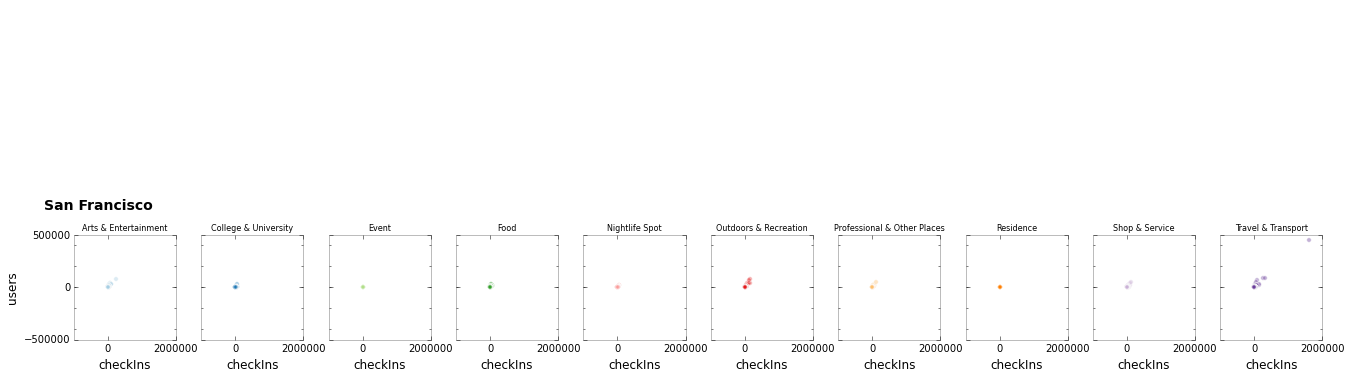 San Francisco
Arts & Entertainment College & University Event Food Nightlife Spot Outdoors & Recreation Professional & Other Places Residence Shop & Service Travel & Transport
500000
users
0
−500000
0 2000000 0 2000000 0 2000000 0 2000000 0 2000000 0 2000000 0 2000000 0 2000000 0 2000000 0 2000000
checkIns checkIns checkIns checkIns checkIns checkIns checkIns checkIns checkIns checkIns